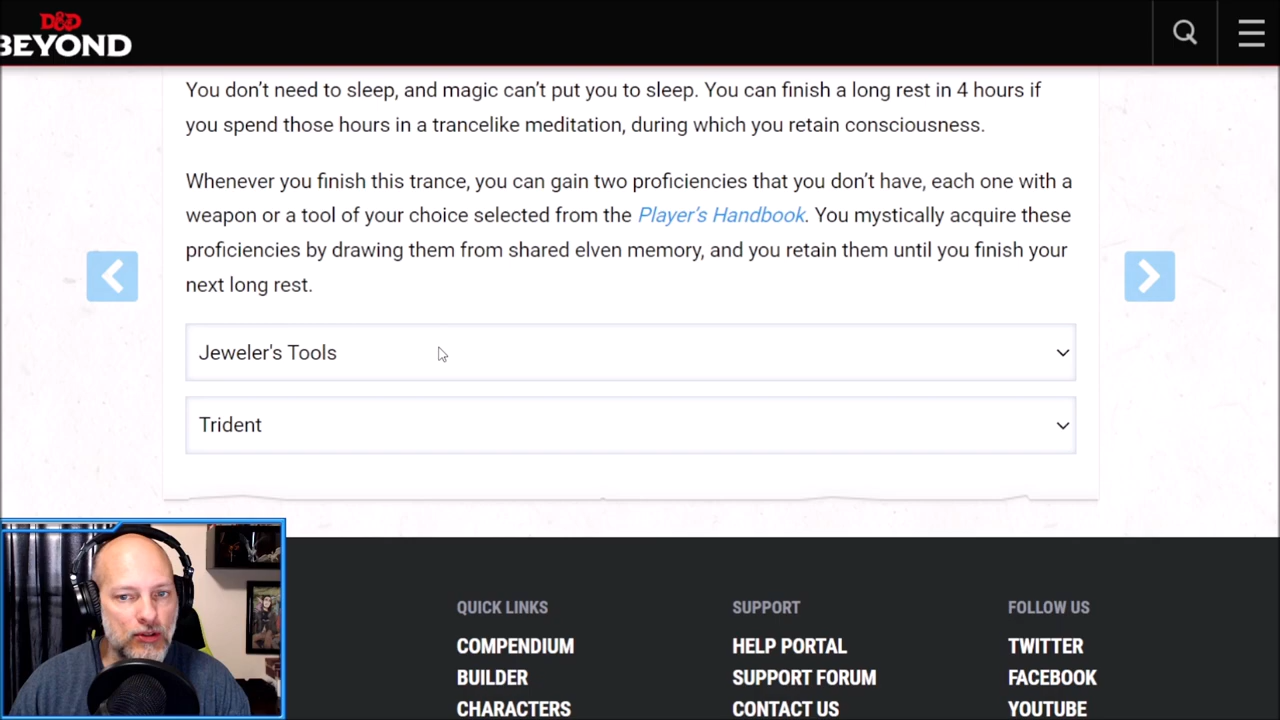 D&D
BEYOND
You don't need to sleep, and magic can't put you to sleep. You can finish a long rest in 4 hours if
you spend those hours in a trancelike meditation, during which you retain consciousness.
Whenever you finish this trance, you can gain two proficiencies that you don't have, each one with a
weapon or a tool of your choice selected from the Player's Handbook. You mystically acquire these
proficiencies by drawing them from shared elven memory, and you retain them until you finish your
next long rest.
Jeweler's Tools
Trident
QUICK LINKS
COMPENDIUM
BUILDER
CHARACTERS
SUPPORT
HELP PORTAL
SUPPORT FORUM
CONTACT US
FOLLOW US
TWITTER
FACEBOOK
YOUTUBE